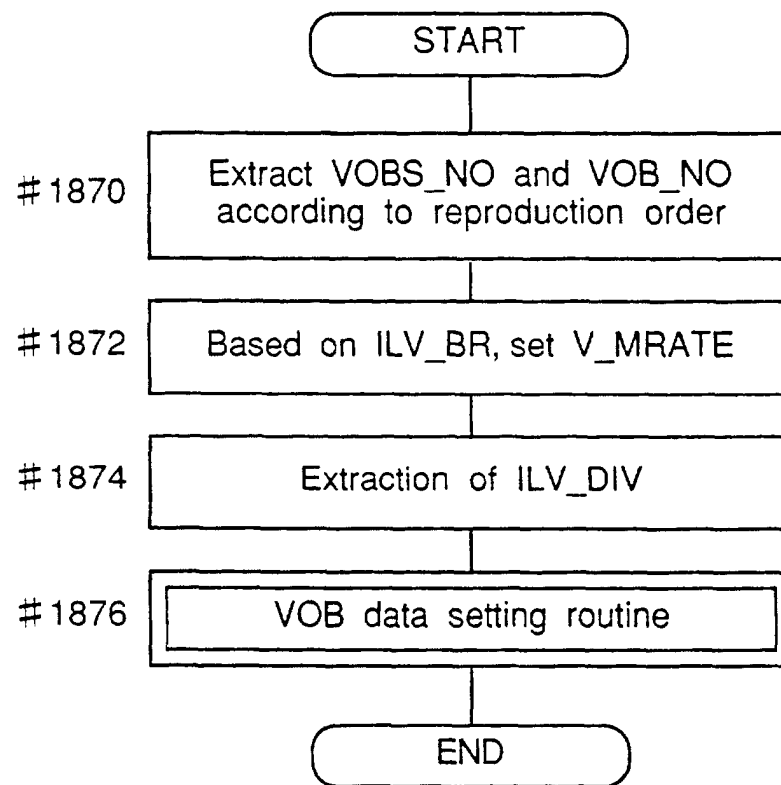 START
#1870
Extract VOBS_NO and VOB_NO
according to reproduction order
#1872
Based on ILV_BR, set V_MRATE
#1874
Extraction of ILV_DIV
#1876
VOB data setting routine
END